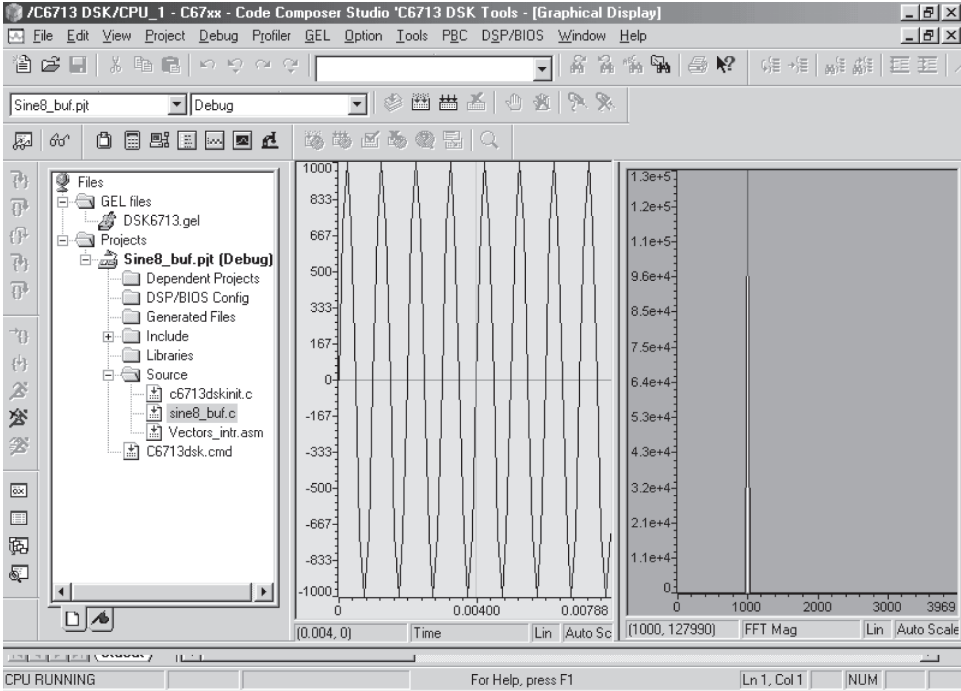 /C6713 DSK/CPU_1 - C67xx - Code Composer Studio 'C6713 DSK Tools - [Graphical Display]
File Edit View Project Debug Profiler GEL Option Tools PBC DSP/BIOS Window Help
Sine8_buf.pjt Debug
Files
GEL files
DSK6713.gel
Projects
Sine8_buf.pjt (Debug)
Dependent Projects
DSP/BIOS Config
Generated Files
Include
Libraries
Source
c6713dskinit.c
sine8_buf.c
Vectors_intr.asm
C6713dsk.cmd
1000
833
667
500
333
167
0
-167
-333
-500
-667
-833
-1000
0 0.00400 0.00788
(0.004, 0) Time Lin Auto Sc
1.3e+5
1.2e+5
1.1e+5
9.6e+4
8.5e+4
7.5e+4
6.4e+4
5.3e+4
4.3e+4
3.2e+4
2.1e+4
1.1e+4
0
0 1000 2000 3000 3969
(1000, 127990) FFT Mag Lin Auto Scale
CPU RUNNING For Help, press F1 Ln 1, Col 1 NUM